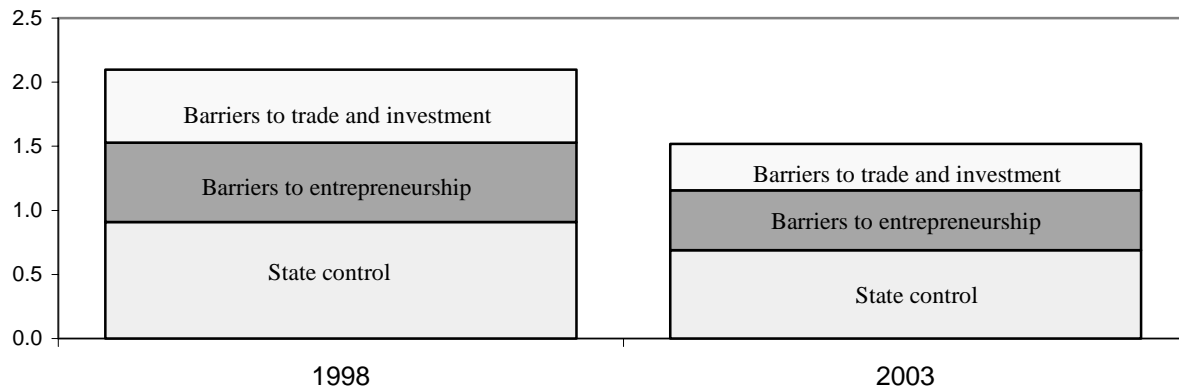 2.5
2.0
1.5
1.0
0.5
0.0
Barriers to trade and investment
Barriers to entrepreneurship
State control
Barriers to trade and investment
Barriers to entrepreneurship
State control
1998
2003